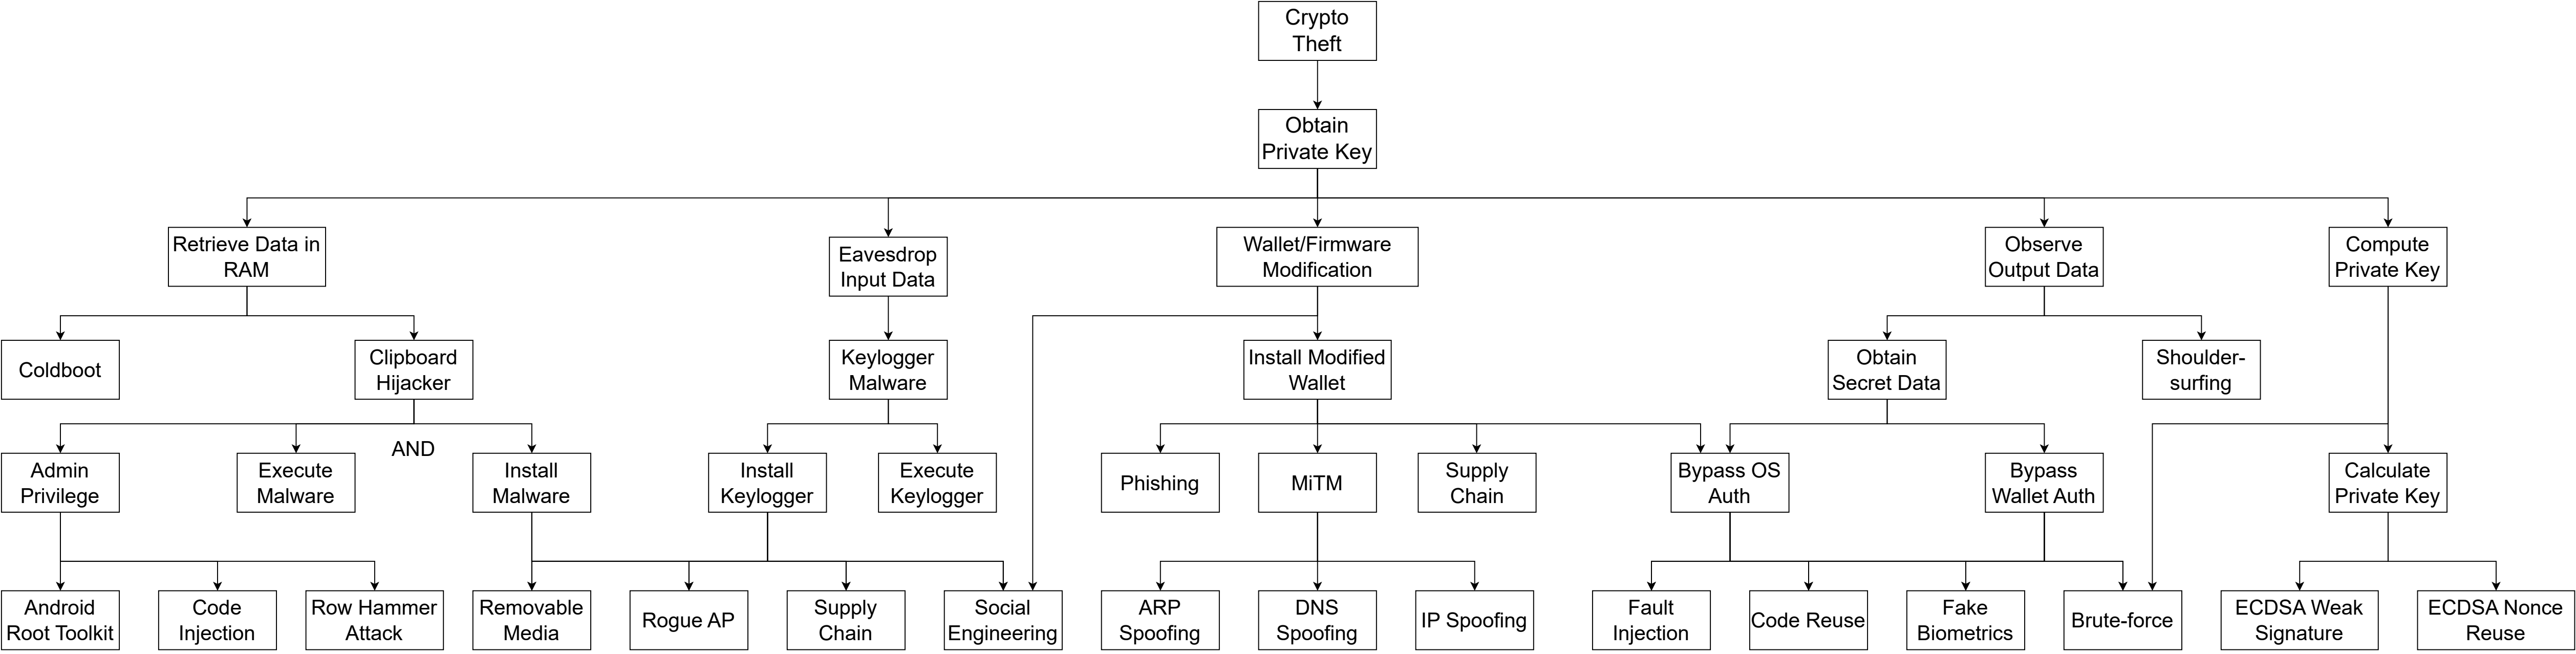 Crypto
Theft
Obtain
Private Key
Retrieve Data in
RAM
Eavesdrop
Input Data
Wallet/Firmware
Modification
Observe
Output Data
Compute
Private Key
Coldboot
Clipboard
Hijacker
Keylogger
Malware
Install Modified
Wallet
Obtain
Secret Data
Shoulder-
surfing
AND
Admin
Privilege
Execute
Malware
Install
Malware
Install
Keylogger
Execute
Keylogger
Phishing
MiTM
Supply
Chain
Bypass OS
Auth
Bypass
Wallet Auth
Calculate
Private Key
Android
Root Toolkit
Code
Injection
Row Hammer
Attack
Removable
Media
Rogue AP
Supply
Chain
Social
Engineering
ARP
Spoofing
DNS
Spoofing
IP Spoofing
Fault
Injection
Code Reuse
Fake
Biometrics
Brute-force
ECDSA Weak
Signature
ECDSA Nonce
Reuse